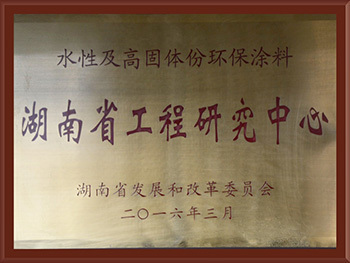 水性及高固体份环保涂料
湖南省工程研究中心
湖南省发展和改革委员会
二〇一六年三月